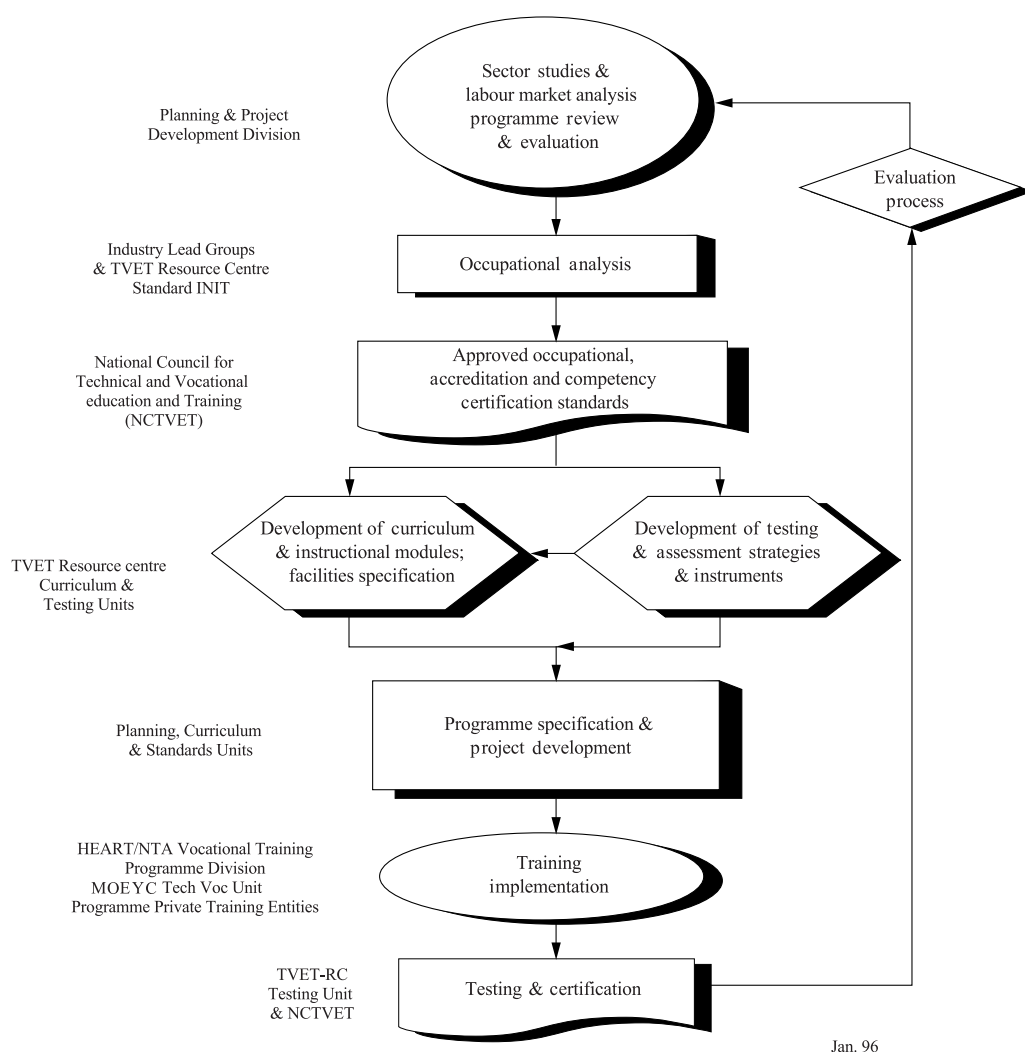 Sector studies &
labour market analysis
programme review
& evaluation
Planning & Project
Development Division
Evaluation
process
Industry Lead Groups
& TVET Resource Centre
Standard INIT
Occupational analysis
National Council for
Technical and Vocational
education and Training
(NCTVET)
Approved occupational,
accreditation and competency
certification standards
TVET Resource centre
Curriculum &
Testing Units
Development of curriculum
& instructional modules;
facilities specification
Development of testing
& assessment strategies
& instruments
Planning, Curriculum
& Standards Units
Programme specification &
project development
HEART/NTA Vocational Training
Programme Division
MOEYC Tech Voc Unit
Programme Private Training Entities
Training
implementation
TVET-RC
Testing Unit
& NCTVET
Testing & certification
Jan. 96